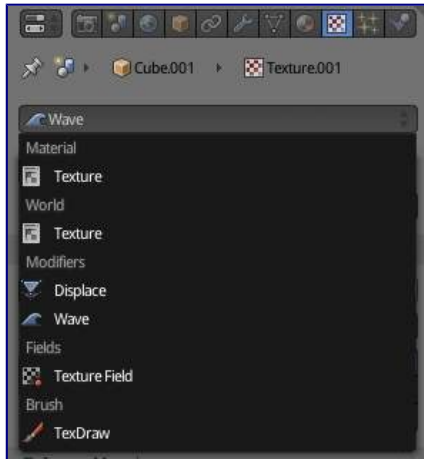 Cube.001 Texture.001
Wave
Material
Texture
World
Texture
Modifiers
Displace
Wave
Fields
Texture Field
Brush
TexDraw